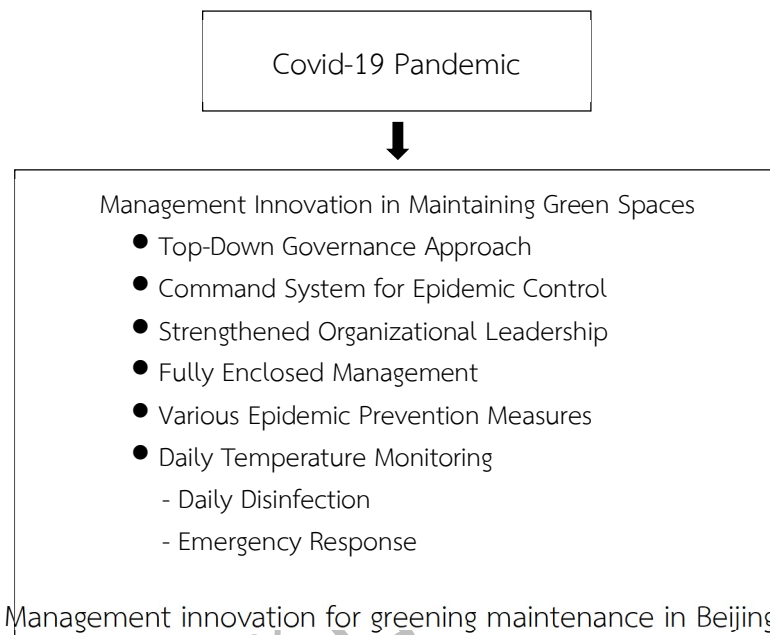 Covid-19 Pandemic
Management Innovation in Maintaining Green Spaces
● Top-Down Governance Approach
● Command System for Epidemic Control
● Strengthened Organizational Leadership
● Fully Enclosed Management
● Various Epidemic Prevention Measures
● Daily Temperature Monitoring
- Daily Disinfection
- Emergency Response
Management innovation for greening maintenance in Beijing